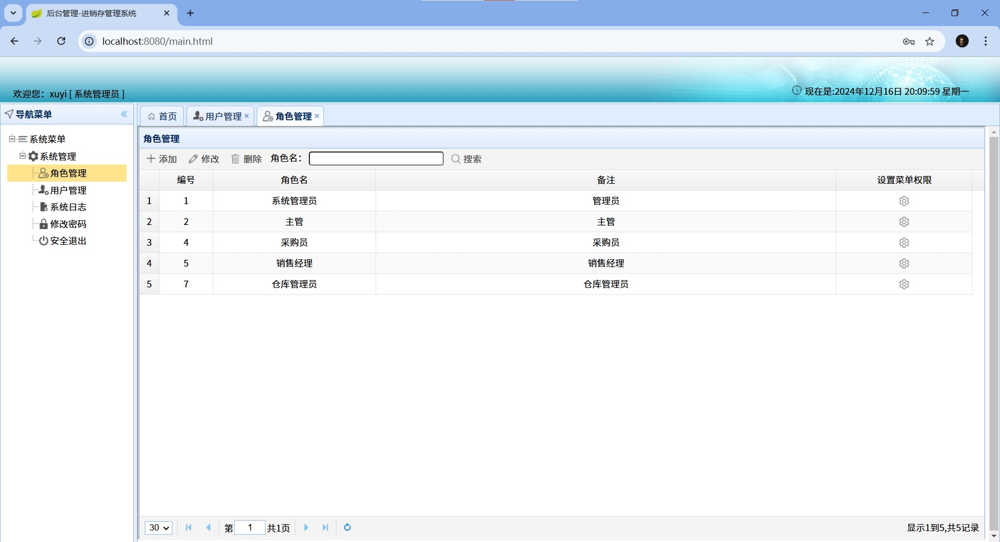 后台管理-进销存管理系统
localhost:8080/main.html
欢迎您：xuyi [ 系统管理员 ]
现在是:2024年12月16日 20:09:59 星期一
导航菜单
首页 用户管理 角色管理
系统菜单
系统管理
角色管理
用户管理
系统日志
修改密码
安全退出
角色管理
添加 修改 删除 角色名： 搜索
编号 角色名 备注 设置菜单权限
1 1 系统管理员 管理员
2 2 主管 主管
3 4 采购员 采购员
4 5 销售经理 销售经理
5 7 仓库管理员 仓库管理员
30 第 1 共1页 显示1到5,共5记录